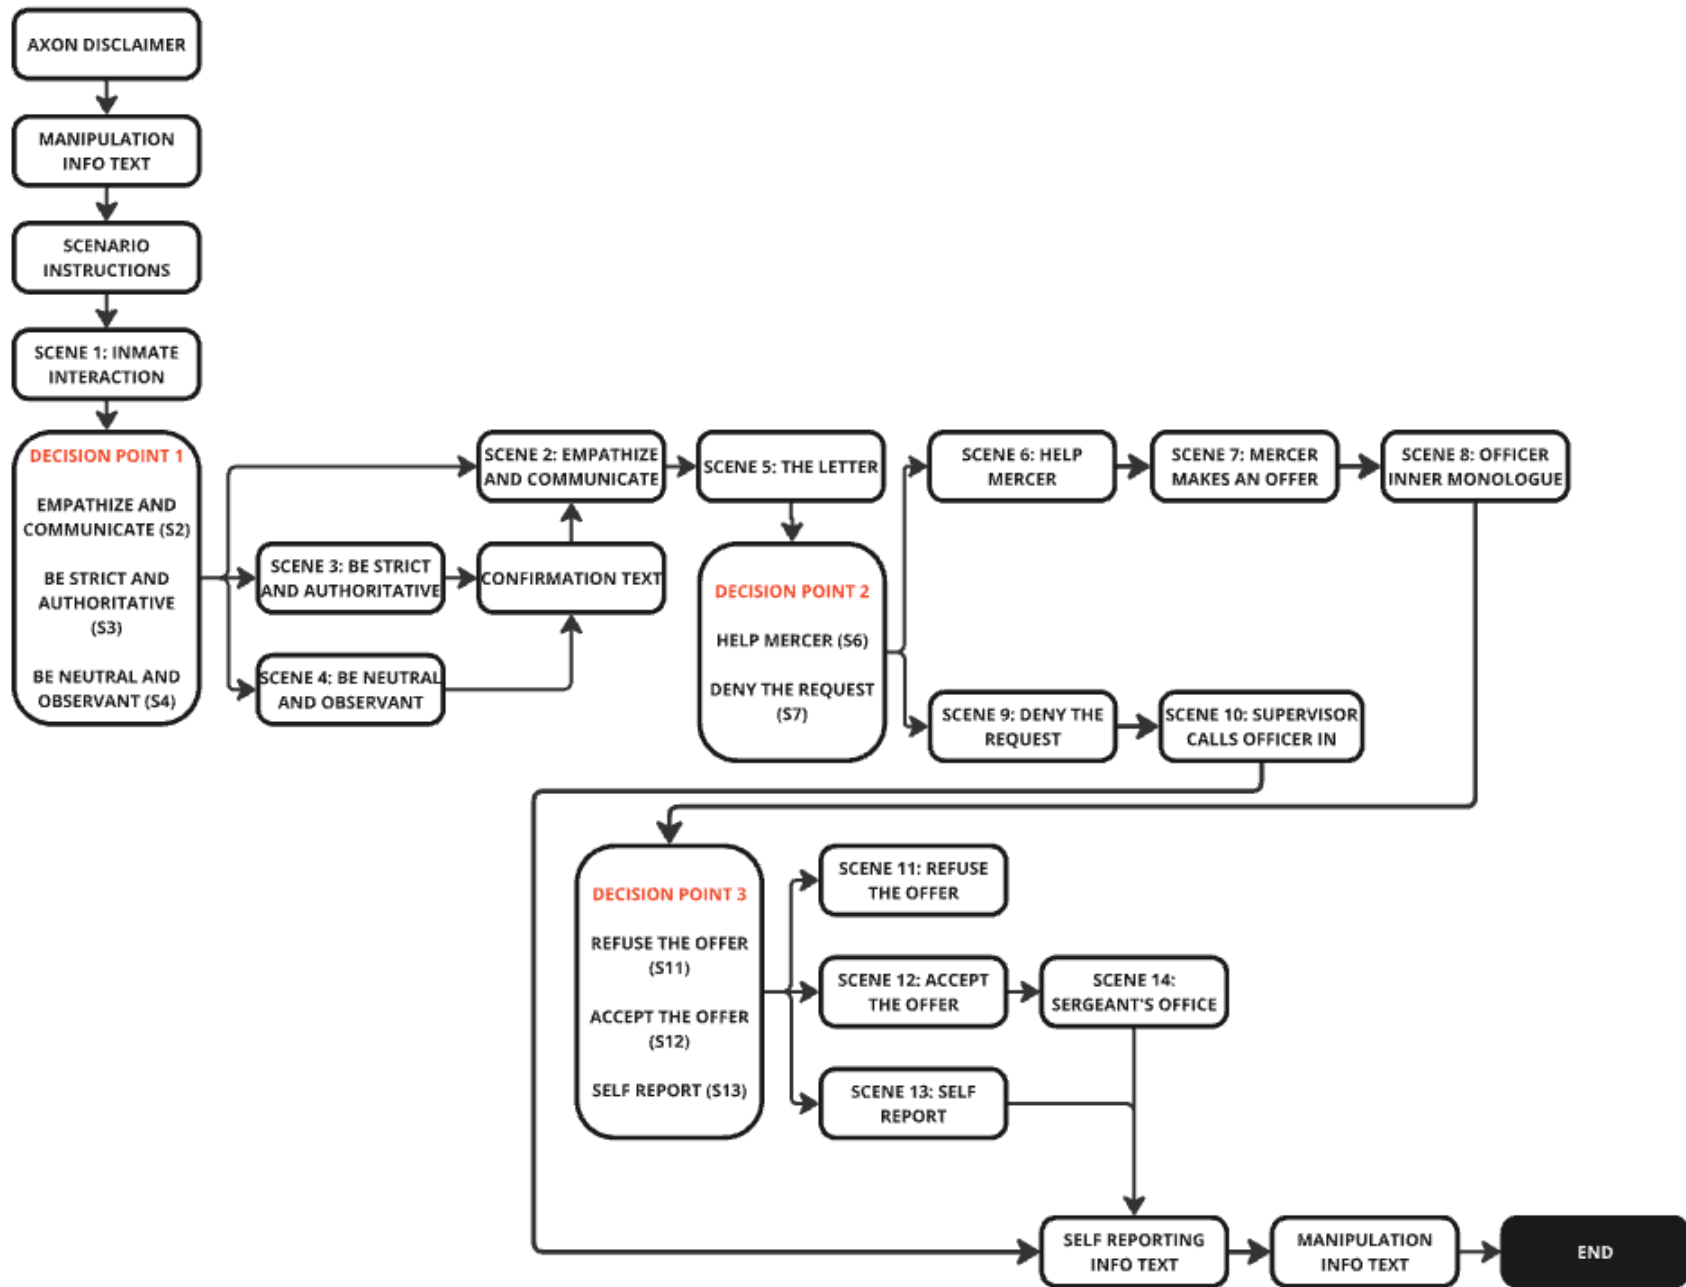 AXON DISCLAIMER
MANIPULATION
INFO TEXT
SCENARIO
INSTRUCTIONS
SCENE 1: INMATE
INTERACTION
DECISION POINT 1
EMPATHIZE AND
COMMUNICATE (S2)
BE STRICT AND
AUTHORITATIVE
(S3)
BE NEUTRAL AND
OBSERVANT (S4)
SCENE 2: EMPATHIZE
AND COMMUNICATE
SCENE 3: BE STRICT
AND AUTHORITATIVE
CONFIRMATION TEXT
SCENE 4: BE NEUTRAL
AND OBSERVANT
SCENE 5: THE LETTER
DECISION POINT 2
HELP MERCER (S6)
DENY THE REQUEST
(S7)
SCENE 6: HELP
MERCER
SCENE 7: MERCER
MAKES AN OFFER
SCENE 8: OFFICER
INNER MONOLOGUE
SCENE 9: DENY THE
REQUEST
SCENE 10: SUPERVISOR
CALLS OFFICER IN
DECISION POINT 3
REFUSE THE OFFER
(S11)
ACCEPT THE OFFER
(S12)
SELF REPORT (S13)
SCENE 11: REFUSE
THE OFFER
SCENE 12: ACCEPT
THE OFFER
SCENE 13: SELF
REPORT
SCENE 14:
SERGEANT'S OFFICE
SELF REPORTING
INFO TEXT
MANIPULATION
INFO TEXT
END